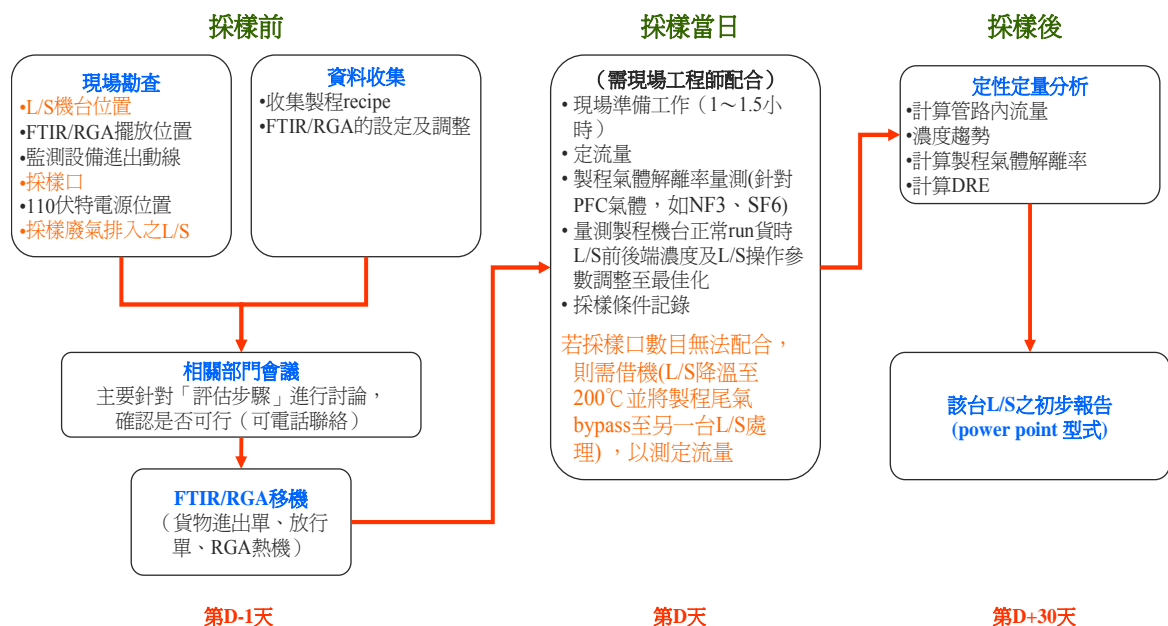 採樣前
現場勘查
•L/S機台位置
•FTIR/RGA擺放位置
•監測設備進出動線
•採樣口
•110伏特電源位置
•採樣廢氣排入之L/S
資料收集
•收集製程recipe
•FTIR/RGA的設定及調整
相關部門會議
主要針對「評估步驟」進行討論，
確認是否可行（可電話聯絡）
FTIR/RGA移機
（貨物進出單、放行
單、RGA熱機）
第D-1天
採樣當日
（需現場工程師配合）
• 現場準備工作（1～1.5小
時）
• 定流量
• 製程氣體解離率量測(針對
PFC氣體，如NF3、SF6)
• 量測製程機台正常run貨時
L/S前後端濃度及L/S操作參
數調整至最佳化
• 採樣條件記錄
若採樣口數目無法配合，
則需借機(L/S降溫至
200℃並將製程尾氣
bypass至另一台L/S處
理)，以測定流量
第D天
採樣後
定性定量分析
•計算管路內流量
•濃度趨勢
•計算製程氣體解離率
•計算DRE
該台L/S之初步報告
(power point 型式)
第D+30天